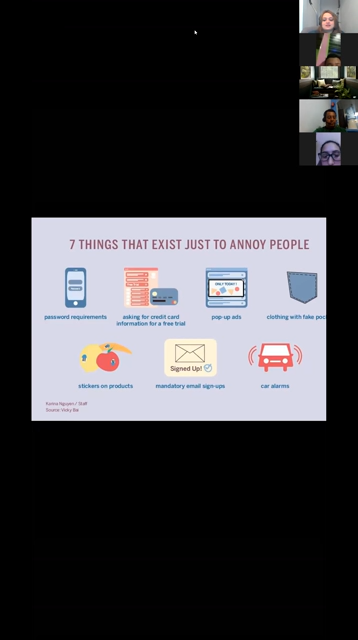 7 THINGS THAT EXIST JUST TO ANNOY PEOPLE
ONLY TODAY!
password requirements
asking for credit card
information for a free trial
pop-up ads
clothing with fake poc
Signed Up!
stickers on products
mandatory email sign-ups
car alarms
Karina Nguyen / Staff
Source: Vicky Bai